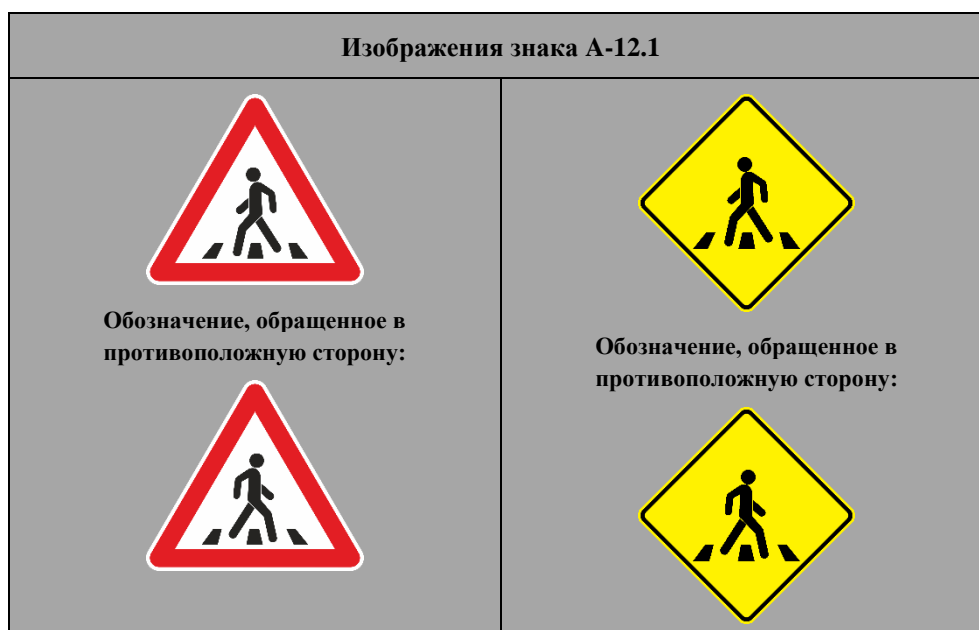 Изображения знака А-12.1
Обозначение, обращенное в
противоположную сторону:
Обозначение, обращенное в
противоположную сторону: